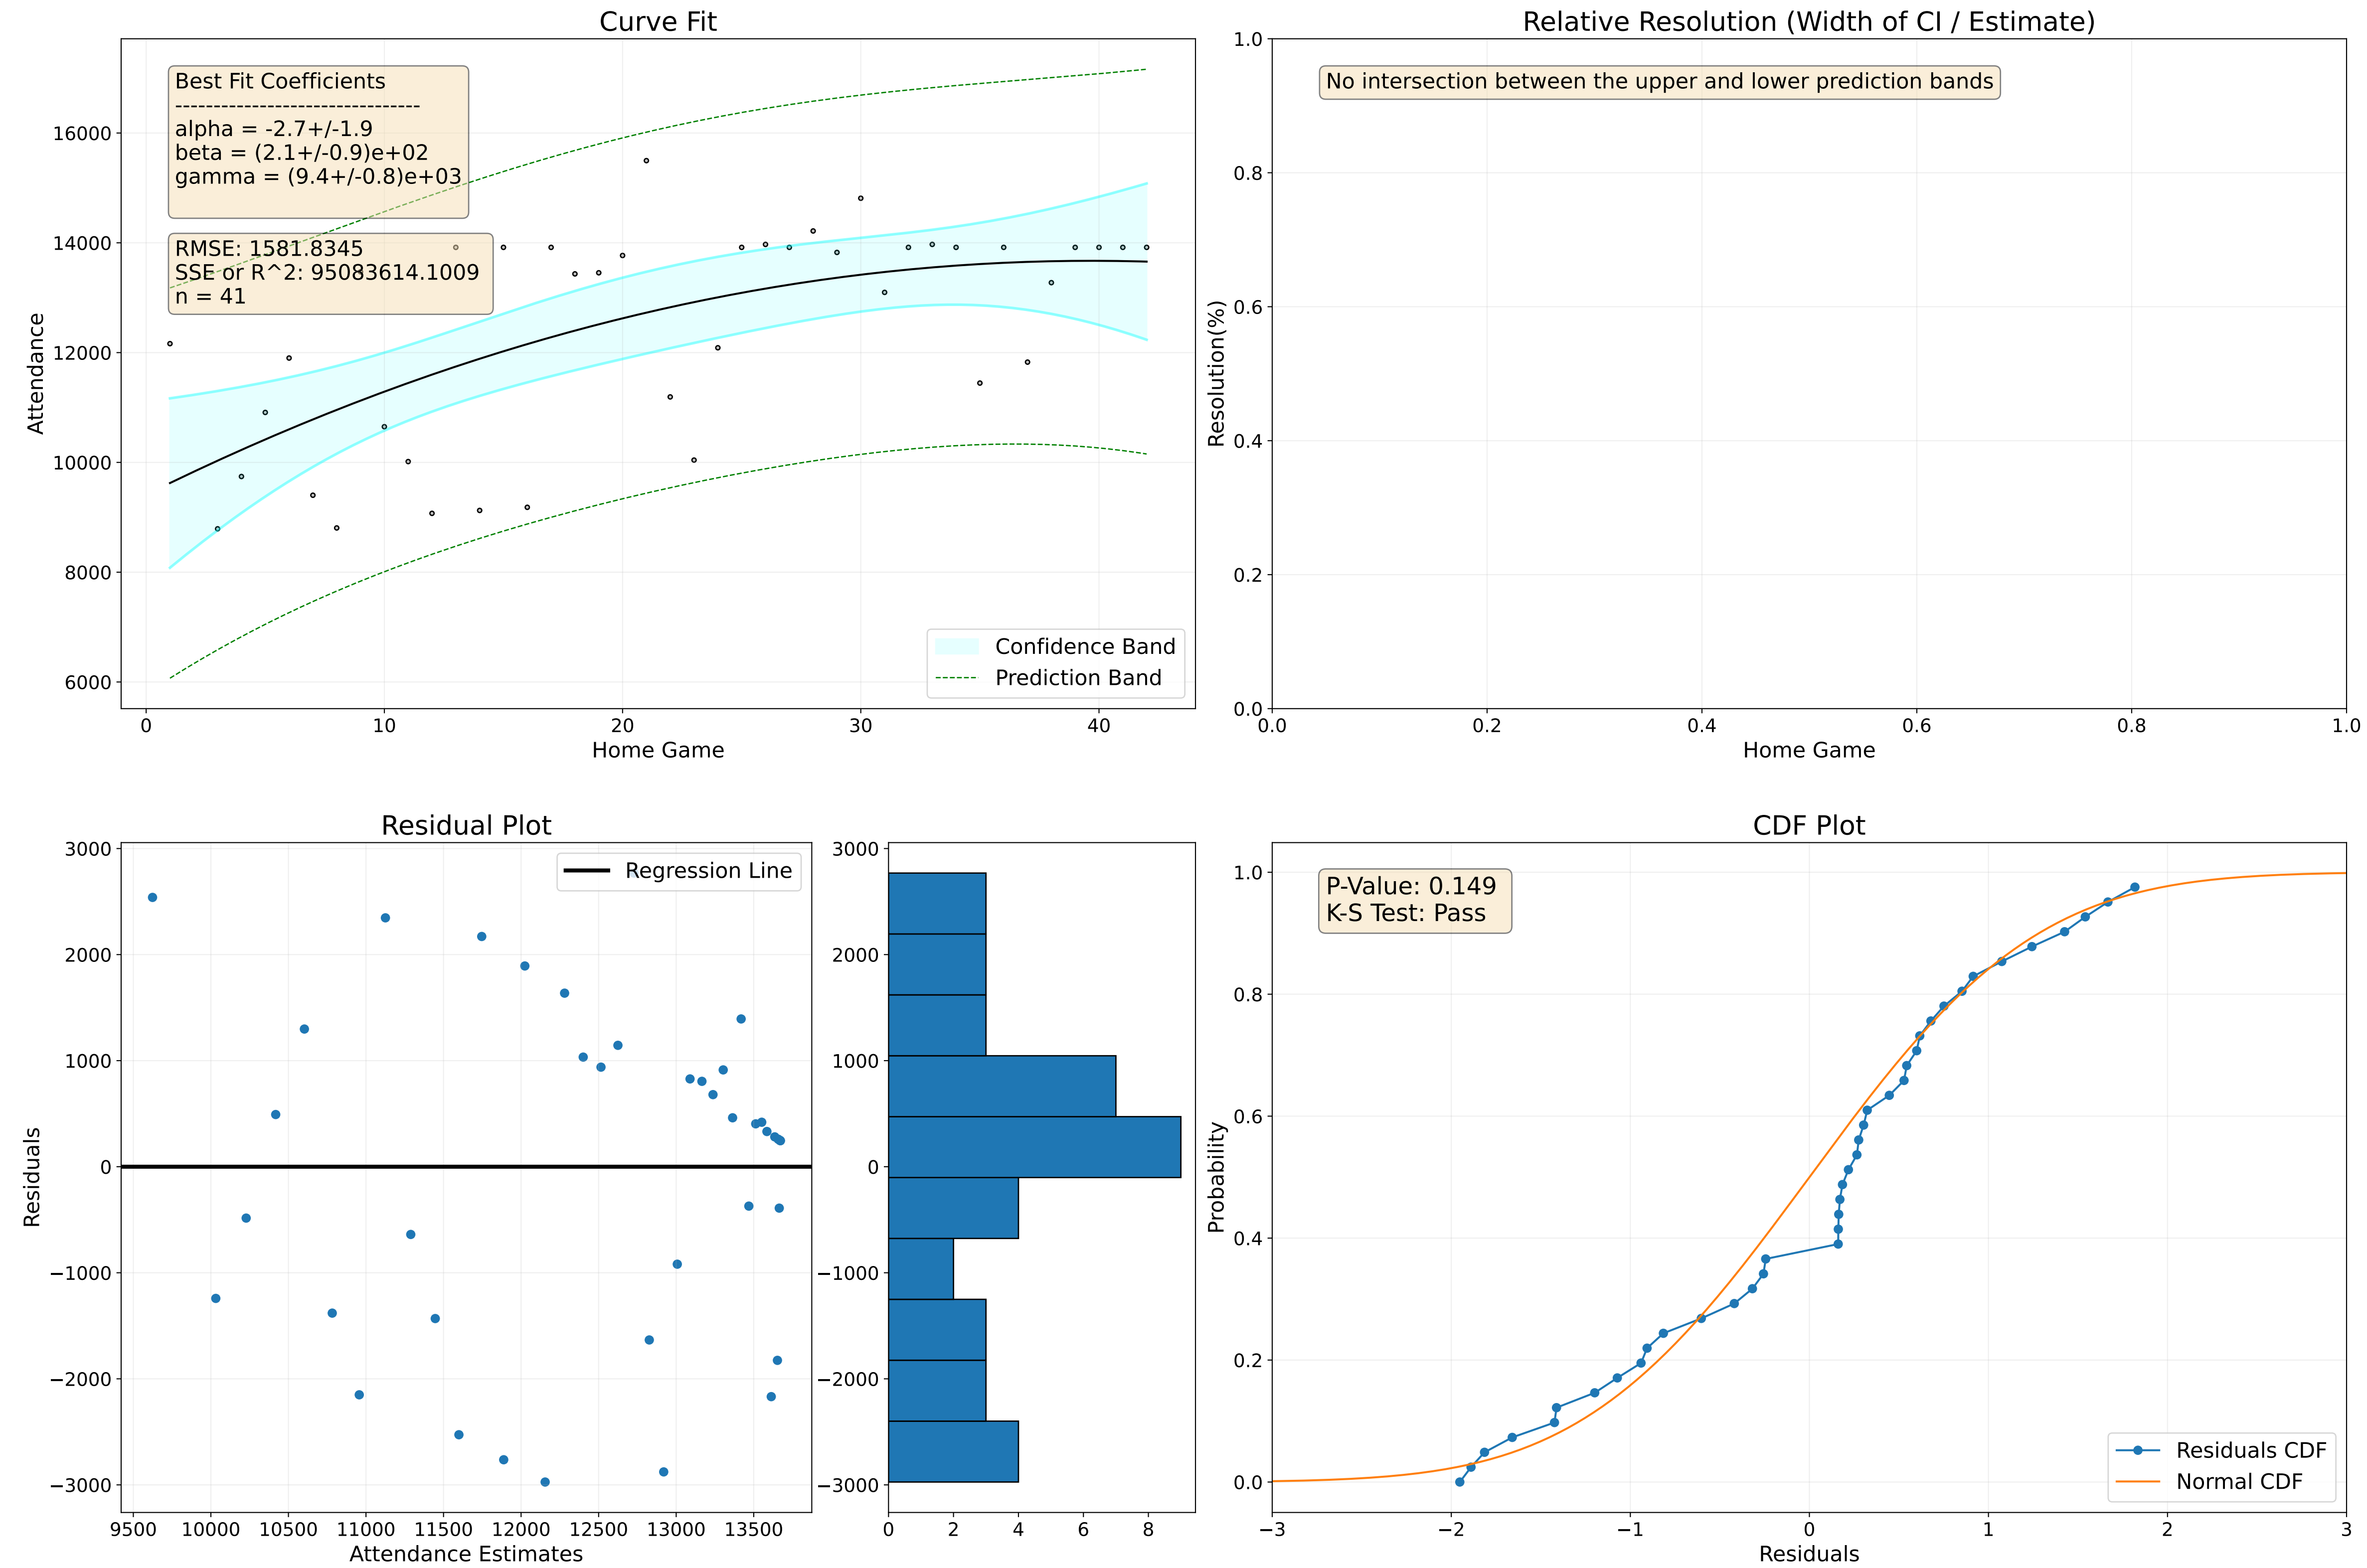 Curve Fit
Best Fit Coefficients
--------------------------------
alpha = -2.7+/-1.9
beta = (2.1+/-0.9)e+02
gamma = (9.4+/-0.8)e+03
RMSE: 1581.8345
SSE or R^2: 95083614.1009
n = 41
Attendance
16000
14000
12000
10000
8000
6000
Confidence Band
Prediction Band
0 10 20 30 40
Home Game
Relative Resolution (Width of CI / Estimate)
No intersection between the upper and lower prediction bands
Resolution(%)
1.0
0.8
0.6
0.4
0.2
0.0
0.0 0.2 0.4 0.6 0.8 1.0
Home Game
Residual Plot
Regression Line
Residuals
3000
2000
1000
0
−1000
−2000
−3000
9500 10000 10500 11000 11500 12000 12500 13000 13500
Attendance Estimates
3000
2000
1000
0
−1000
−2000
−3000
0 2 4 6 8
CDF Plot
P-Value: 0.149
K-S Test: Pass
Probability
1.0
0.8
0.6
0.4
0.2
0.0
Residuals CDF
Normal CDF
−3 −2 −1 0 1 2 3
Residuals